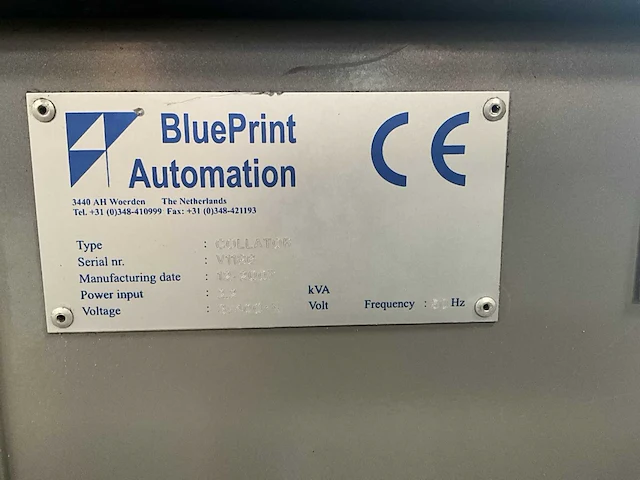 BluePrint
Automation
CE
3440 AH Woerden The Netherlands
Tel. +31 (0)348-410999 Fax: +31 (0)348-421193
Type : COLLATOR
Serial nr. :
Manufacturing date :
Power input : kVA
Voltage : Volt Frequency : Hz